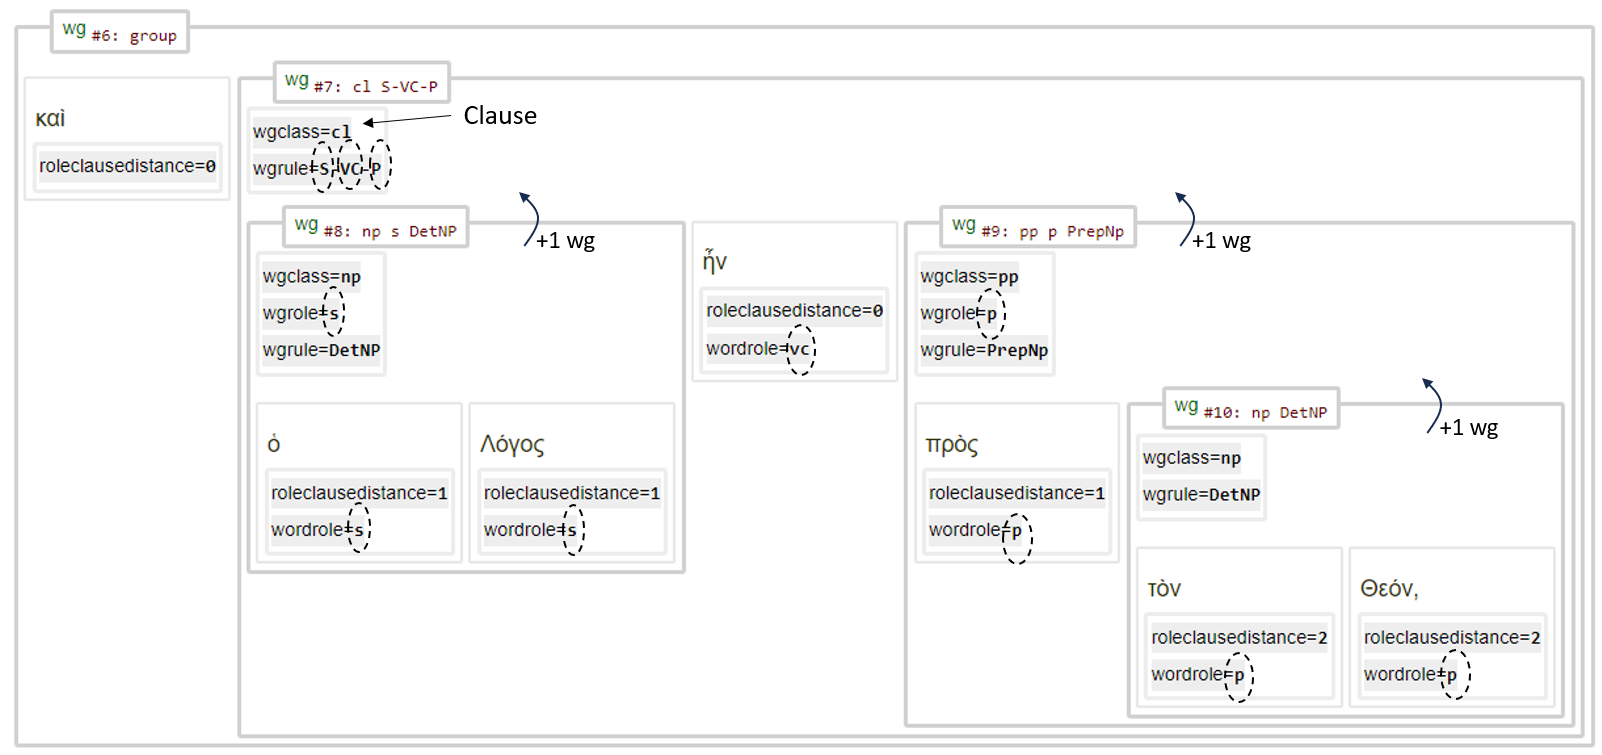 wg #6: group
καὶ
roleclausedistance=0
wg #7: cl S-VC-P
wgclass=cl
Clause
wgrule=S-VC-P
wg #8: np s DetNP
+1 wg
wgclass=np
wgrole=s
wgrule=DetNP
ὁ
roleclausedistance=1
wordrole=s
Λόγος
roleclausedistance=1
wordrole=s
ἦν
roleclausedistance=0
wordrole=vc
wg #9: pp p PrepNp
+1 wg
wgclass=pp
wgrole=p
wgrule=PrepNp
πρὸς
roleclausedistance=1
wordrole=p
wg #10: np DetNP
+1 wg
wgclass=np
wgrule=DetNP
τὸν
roleclausedistance=2
wordrole=p
Θεόν,
roleclausedistance=2
wordrole=p